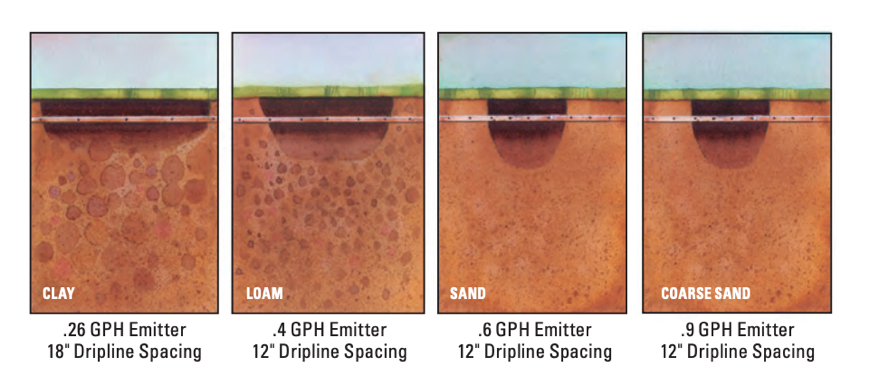 CLAY
LOAM
SAND
COARSE SAND
.26 GPH Emitter
18" Dripline Spacing
.4 GPH Emitter
12" Dripline Spacing
.6 GPH Emitter
12" Dripline Spacing
.9 GPH Emitter
12" Dripline Spacing